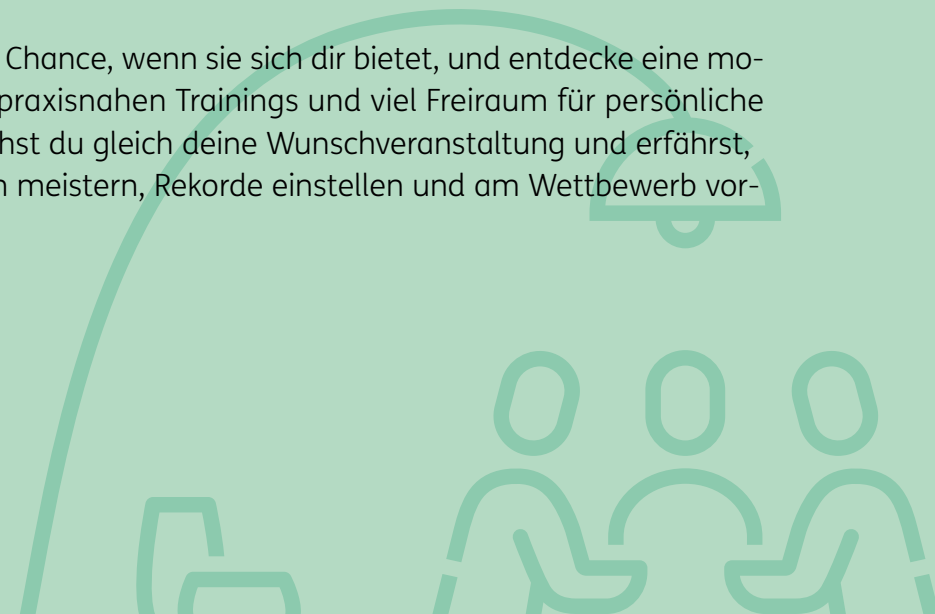 Chance, wenn sie sich dir bietet, und entdecke eine mo-
praxisnahen Trainings und viel Freiraum für persönliche
du gleich deine Wunschveranstaltung und erfährst,
meistern, Rekorde einstellen und am Wettbewerb vor-